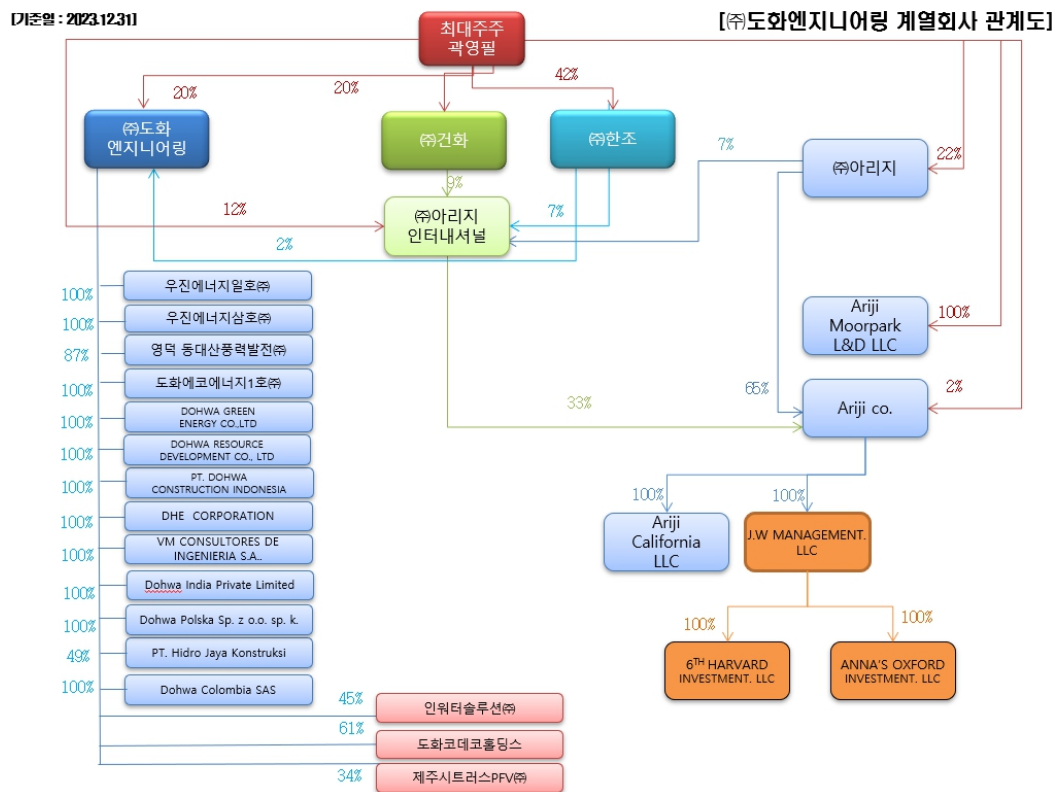 [기준일 : 2023.12.31]
[㈜도화엔지니어링 계열회사 관계도]
최대주주
곽영필
20%
20%
42%
㈜도화
엔지니어링
㈜건화
㈜한조
7%
22%
㈜아리지
9%
12%
㈜아리지
인터내셔널
7%
2%
100%
우진에너지일호㈜
100%
우진에너지삼호㈜
87%
영덕 동대산풍력발전㈜
100%
도화에코에너지1호㈜
100%
DOHWA GREEN
ENERGY CO.,LTD
100%
DOHWA RESOURCE
DEVELOPMENT CO., LTD
100%
PT. DOHWA
CONSTRUCTION INDONESIA
100%
DHE CORPORATION
100%
VM CONSULTORES DE
INGENIERIA S.A..
100%
Dohwa India Private Limited
100%
Dohwa Polska Sp. z o.o. sp. k.
49%
PT. Hidro Jaya Konstruksi
100%
Dohwa Colombia SAS
45%
인워터솔루션㈜
61%
도화코데코홀딩스
34%
제주시트러스PFV㈜
Ariji
Moorpark
L&D LLC
100%
65%
33%
2%
Ariji co.
100%
100%
Ariji
California
LLC
J.W MANAGEMENT.
LLC
100%
100%
6TH HARVARD
INVESTMENT. LLC
ANNA'S OXFORD
INVESTMENT. LLC